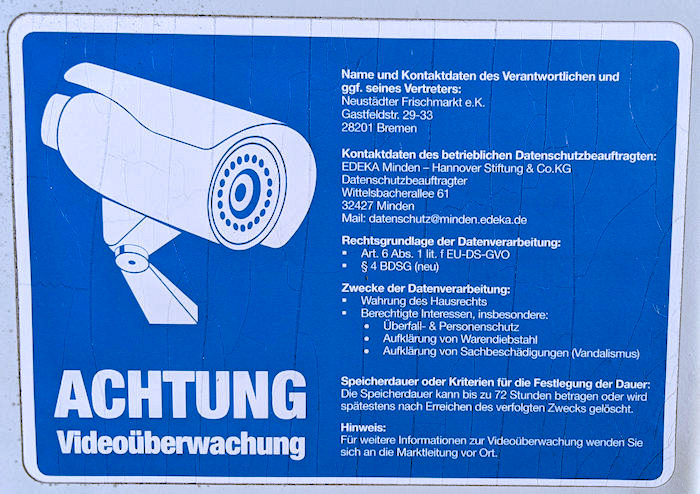 ACHTUNG
Videoüberwachung
Name und Kontaktdaten des Verantwortlichen und
ggf. seines Vertreters:
Neustädter Frischmarkt e.K.
Gastfeldstr. 29-33
28201 Bremen
Kontaktdaten des betrieblichen Datenschutzbeauftragten:
EDEKA Minden – Hannover Stiftung & Co.KG
Datenschutzbeauftragter
Wittelsbacherallee 61
32427 Minden
Mail: datenschutz@minden.edeka.de
Rechtsgrundlage der Datenverarbeitung:
▪ Art. 6 Abs. 1 lit. f EU-DS-GVO
▪ § 4 BDSG (neu)
Zwecke der Datenverarbeitung:
▪ Wahrung des Hausrechts
▪ Berechtigte Interessen, insbesondere:
• Überfall- & Personenschutz
• Aufklärung von Warendiebstahl
• Aufklärung von Sachbeschädigungen (Vandalismus)
Speicherdauer oder Kriterien für die Festlegung der Dauer:
Die Speicherdauer kann bis zu 72 Stunden betragen oder wird
spätestens nach Erreichen des verfolgten Zwecks gelöscht.
Hinweis:
Für weitere Informationen zur Videoüberwachung wenden Sie
sich an die Marktleitung vor Ort.